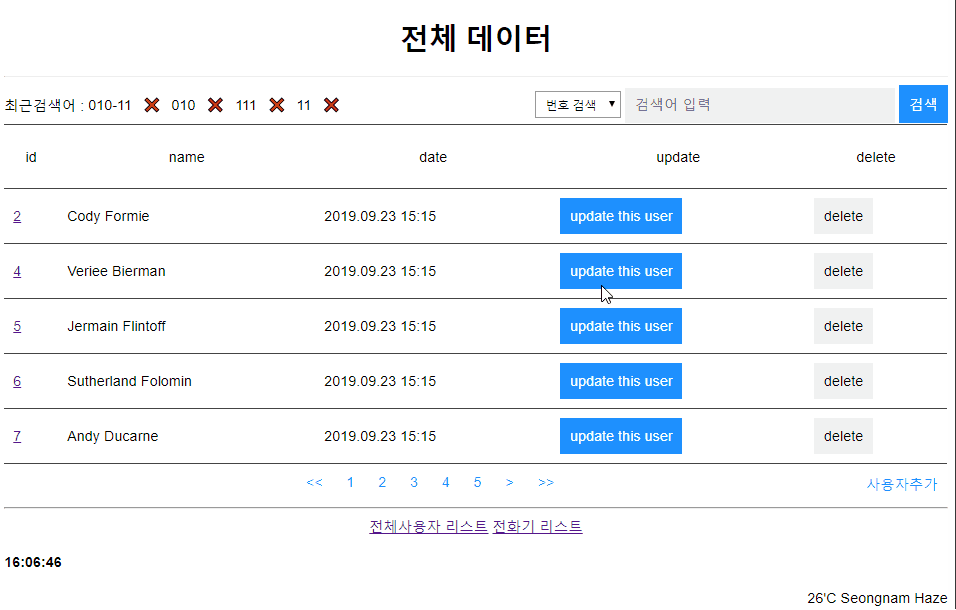 전체 데이터
최근검색어 : 010-11 010 111 11 번호 검색 검색어 입력 검색
id name date update delete
2 Cody Formie 2019.09.23 15:15 update this user delete
4 Veriee Bierman 2019.09.23 15:15 update this user delete
5 Jermain Flintoff 2019.09.23 15:15 update this user delete
6 Sutherland Folomin 2019.09.23 15:15 update this user delete
7 Andy Ducarne 2019.09.23 15:15 update this user delete
<< 1 2 3 4 5 > >> 사용자추가
전체사용자 리스트 전화기 리스트
16:06:46
26'C Seongnam Haze